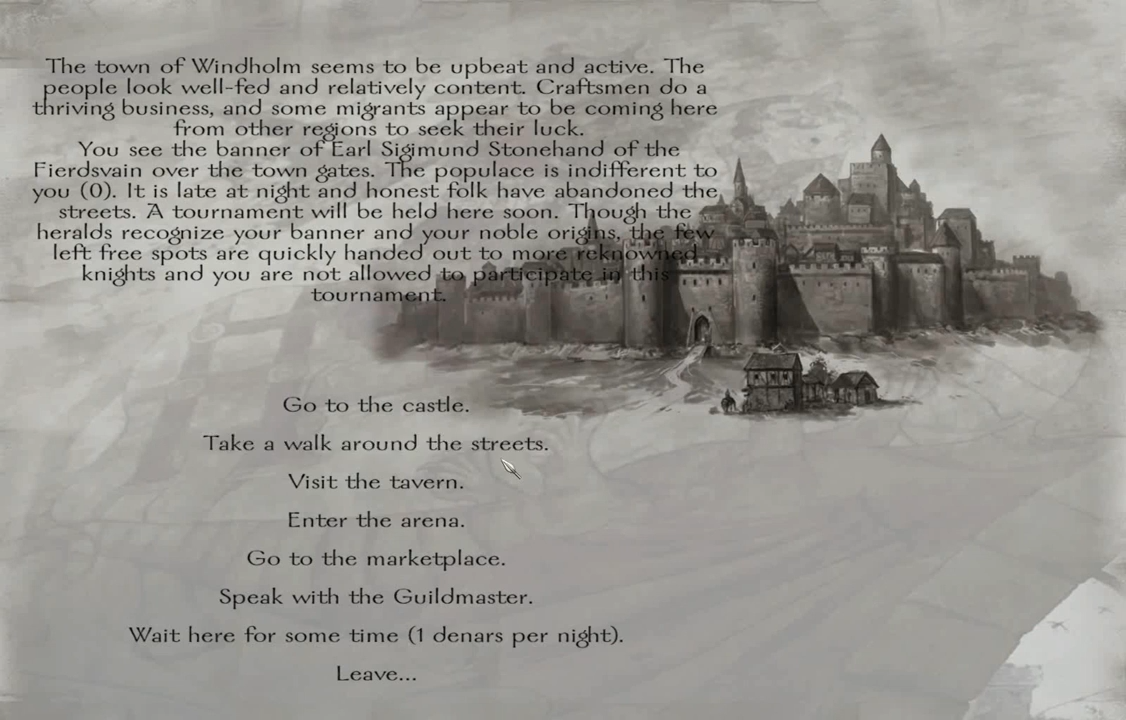 The town of Windholm seems to be upbeat and active. The
people look well-fed and relatively content. Craftsmen do a
thriving business, and some migrants appear to be coming here
from other regions to seek their luck.
You see the banner of Earl Sigimund Stonehand of the
Fierdsvain over the town gates. The populace is indifferent to
you (0). It is late at night and honest folk have abandoned the
streets. A tournament will be held here soon. Though the
heralds recognize your banner and your noble origins, the few
left free spots are quickly handed out to more reknowned
knights and you are not allowed to participate in this
tournament.
Go to the castle.
Take a walk around the streets.
Visit the tavern.
Enter the arena.
Go to the marketplace.
Speak with the Guildmaster.
Wait here for some time (1 denars per night).
Leave...